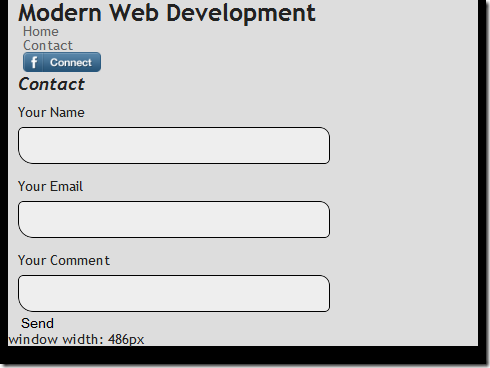 Modern Web Development
Home
Contact
f Connect
Contact
Your Name
Your Email
Your Comment
Send
window width: 486px